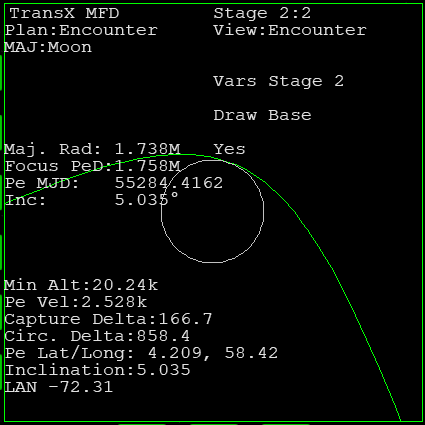 TransX MFD Stage 2:2
Plan:Encounter View:Encounter
MAJ:Moon
Vars Stage 2
Draw Base
Maj. Rad: 1.738M Yes
Focus PeD:1.758M
Pe MJD: 55284.4162
Inc: 5.035°
Min Alt:20.24k
Pe Vel:2.528k
Capture Delta:166.7
Circ. Delta:858.4
Pe Lat/Long: 4.209, 58.42
Inclination:5.035
LAN -72.31